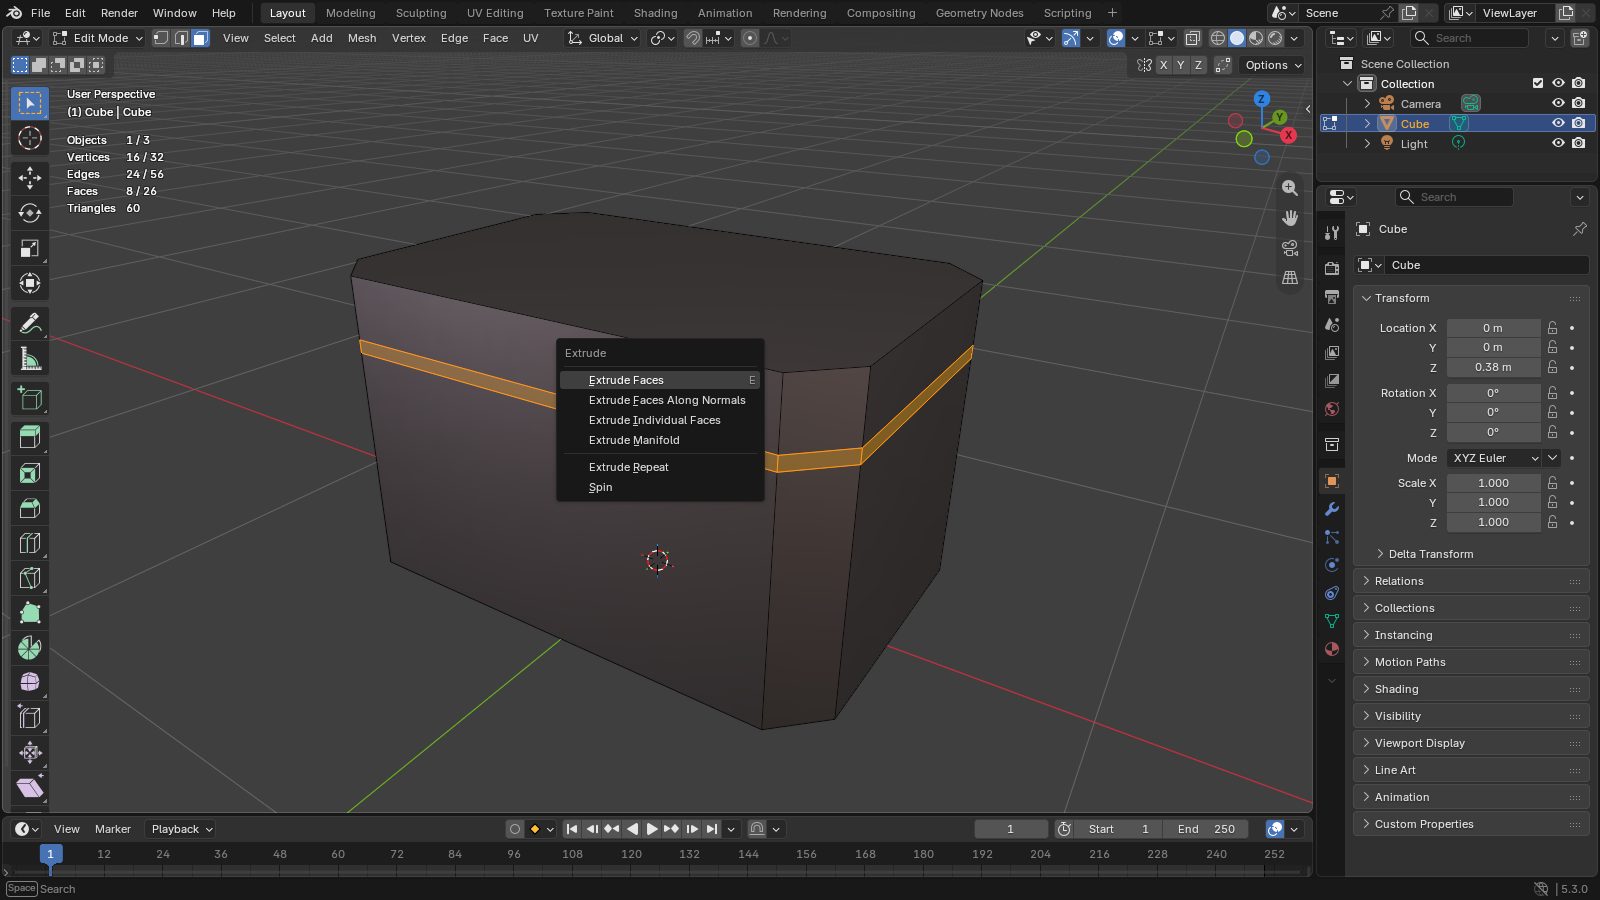 File Edit Render Window Help Layout Modeling Sculpting UV Editing Texture Paint Shading Animation Rendering Compositing Geometry Nodes Scripting + Scene ViewLayer
Edit Mode View Select Add Mesh Vertex Edge Face UV Global Search
X Y Z Options
User Perspective
(1) Cube | Cube
Objects 1 / 3
Vertices 16 / 32
Edges 24 / 56
Faces 8 / 26
Triangles 60
Z
Y
X
Extrude
Extrude Faces E
Extrude Faces Along Normals
Extrude Individual Faces
Extrude Manifold
Extrude Repeat
Spin
Scene Collection
Collection
Camera
Cube
Light
Search
Cube
Cube
Transform
Location X 0 m
Y 0 m
Z 0.38 m
Rotation X 0°
Y 0°
Z 0°
Mode XYZ Euler
Scale X 1.000
Y 1.000
Z 1.000
Delta Transform
Relations
Collections
Instancing
Motion Paths
Shading
Visibility
Viewport Display
Line Art
Animation
Custom Properties
View Marker Playback 1 Start 1 End 250
1 12 24 36 48 60 72 84 96 108 120 132 144 156 168 180 192 204 216 228 240 252
Space Search 5.3.0